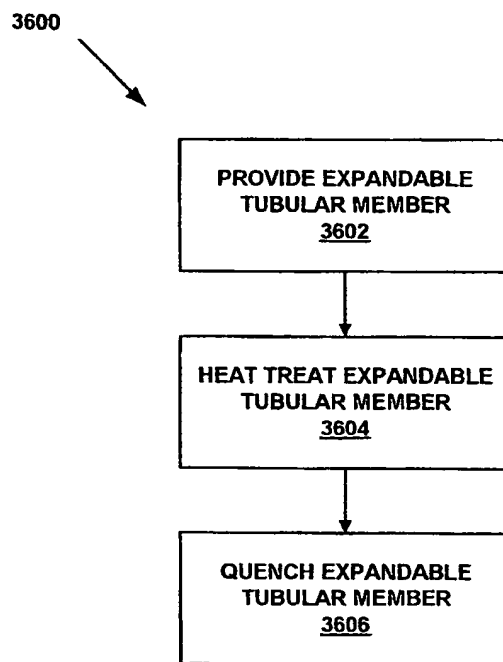 3600
PROVIDE EXPANDABLE
TUBULAR MEMBER
3602
HEAT TREAT EXPANDABLE
TUBULAR MEMBER
3604
QUENCH EXPANDABLE
TUBULAR MEMBER
3606